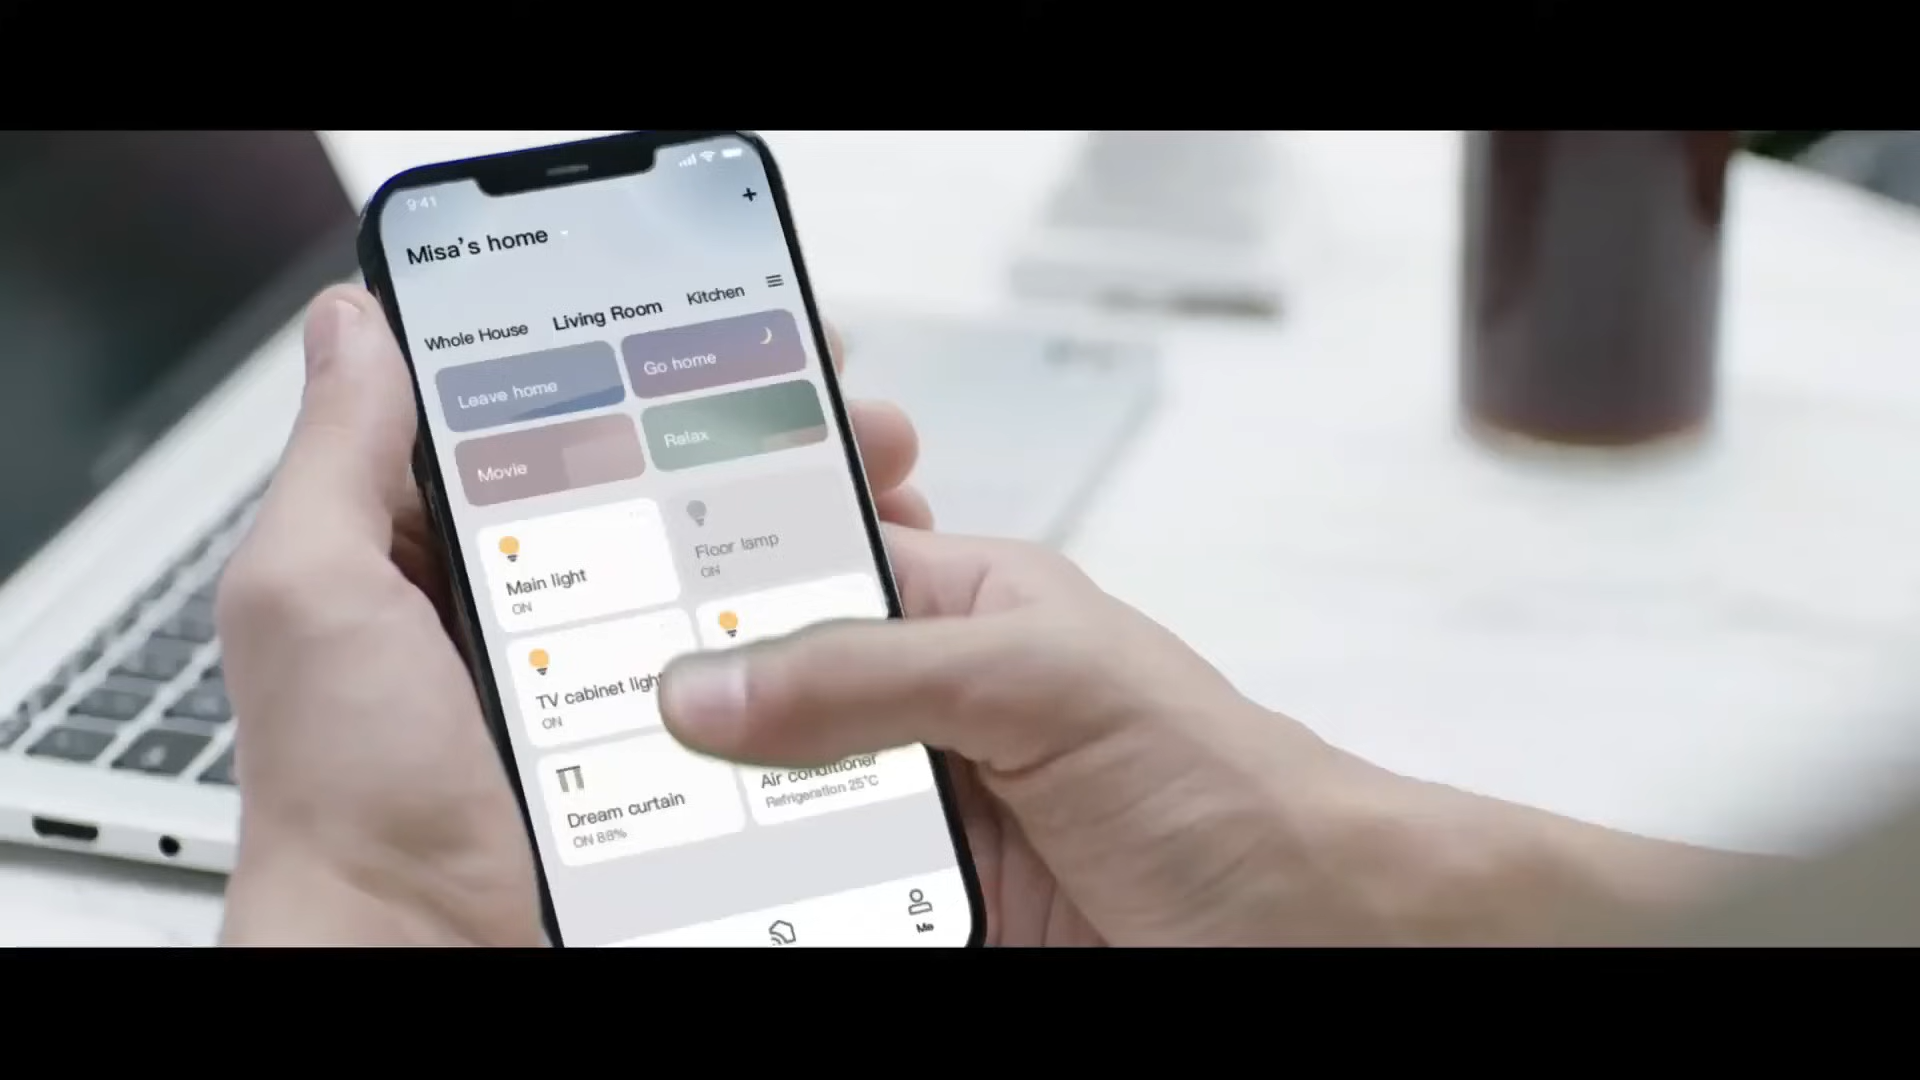 9:41
+
Misa's home
Whole House Living Room Kitchen
Leave home
Go home
Movie
Relax
Main light
ON
Floor lamp
ON
TV cabinet light
ON
Dream curtain
ON 88%
Air conditioner
Refrigeration 25°C
Me